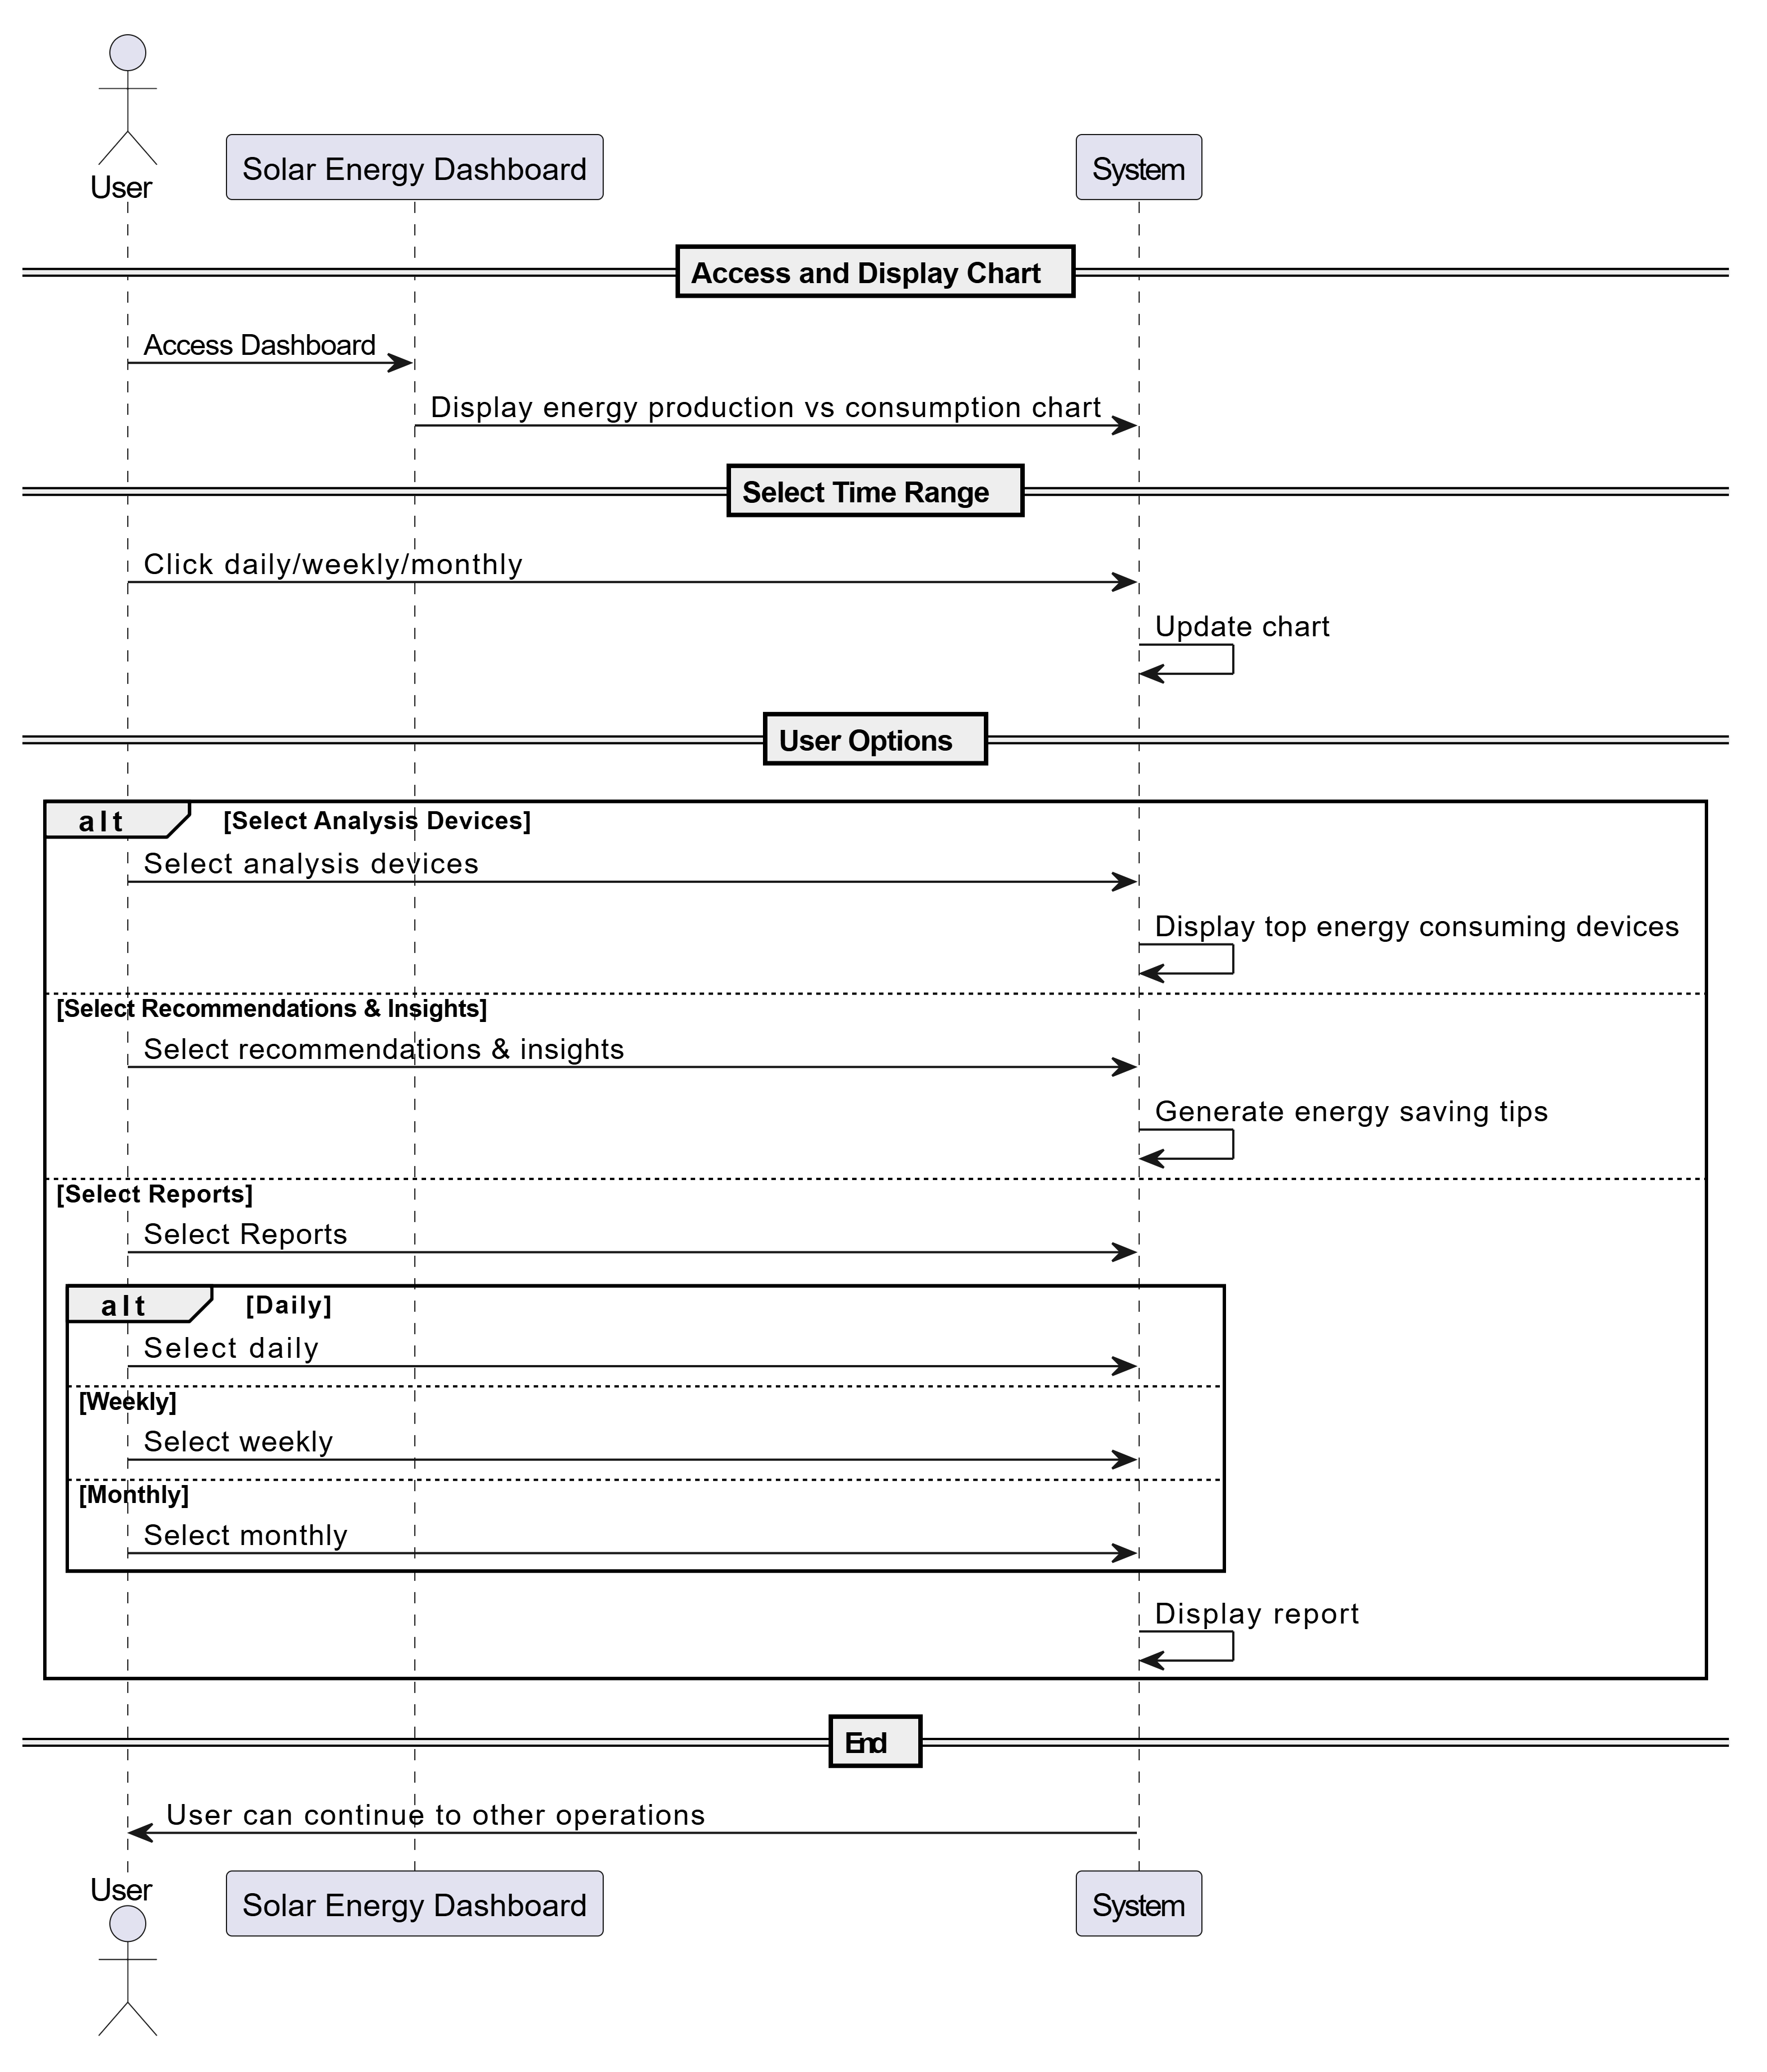 User
Solar Energy Dashboard
System
Access and Display Chart
Access Dashboard
Display energy production vs consumption chart
Select Time Range
Click daily/weekly/monthly
Update chart
User Options
alt [Select Analysis Devices]
Select analysis devices
Display top energy consuming devices
[Select Recommendations & Insights]
Select recommendations & insights
Generate energy saving tips
[Select Reports]
Select Reports
alt [Daily]
Select daily
[Weekly]
Select weekly
[Monthly]
Select monthly
Display report
End
User can continue to other operations
User
Solar Energy Dashboard
System